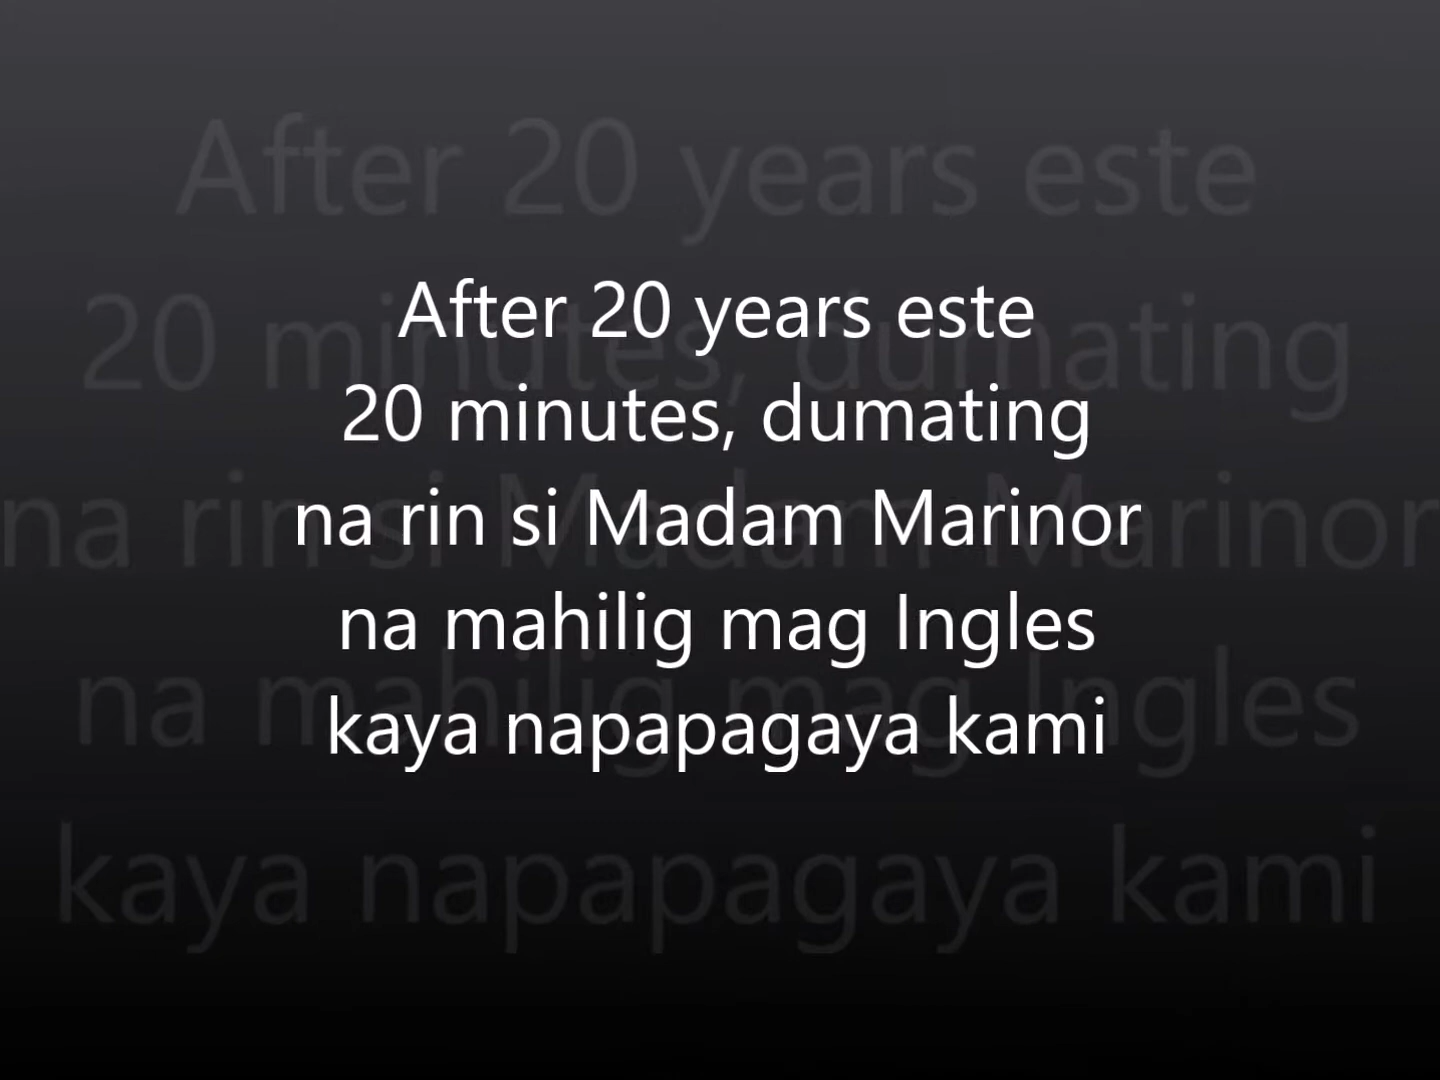 After 20 years este
20 minutes, dumating
na rin si Madam Marinor
na mahilig mag Ingles
kaya napapagaya kami